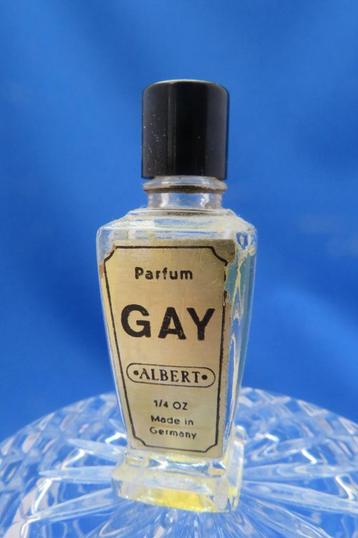 Parfum
GAY
•ALBERT•
1/4 OZ
Made in
Germany